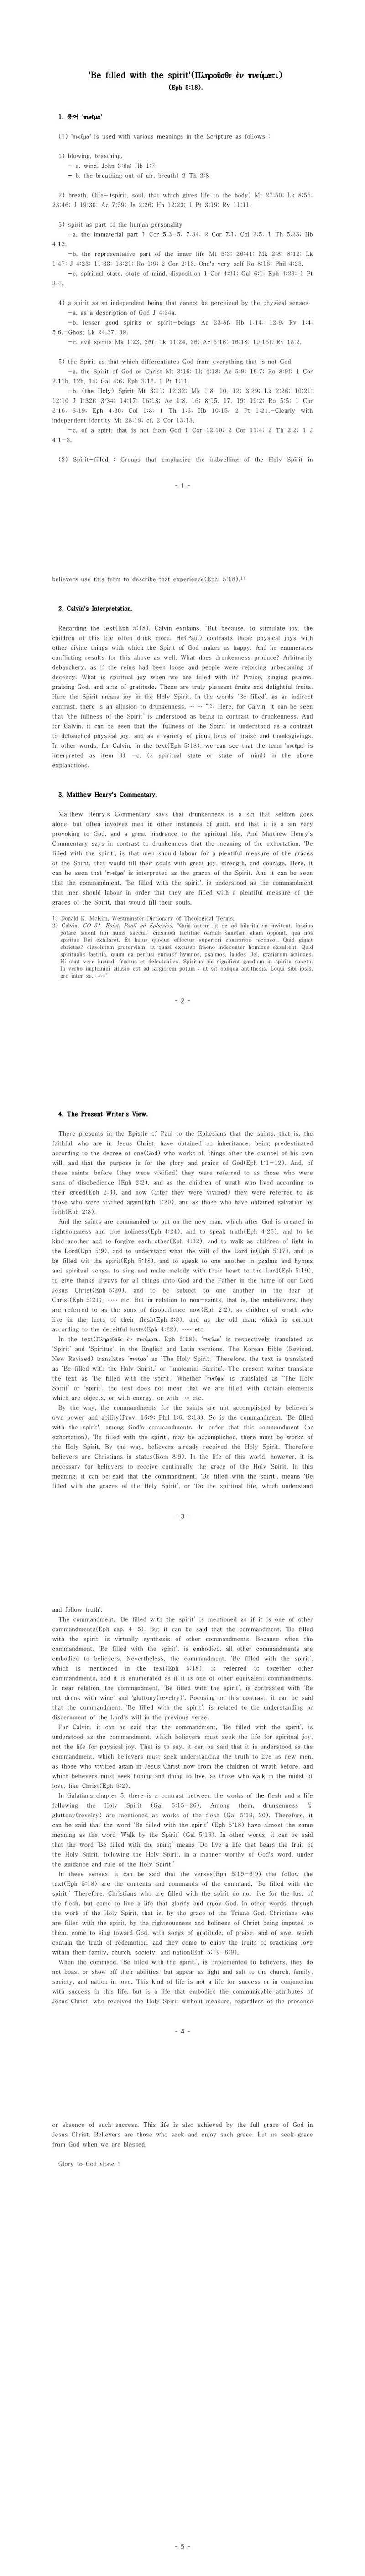 'Be filled with the spirit'(Πληροῦσθε ἐν πνεύματι)
(Eph 5:18).
1. 용어 'πνεῦμα'
(1) 'πνεῦμα' is used with various meanings in the Scripture as follows :
1) blowing, breathing.
- a. wind. John 3:8a; Hb 1:7.
- b. the breathing out of air, breath) 2 Th 2:8
2) breath, (life-)spirit, soul, that which gives life to the body) Mt 27:50; Lk 8:55;
23:46; J 19:30; Ac 7:59; Js 2:26; Hb 12:23; 1 Pt 3:19; Rv 11:11.
3) spirit as part of the human personality
-a. the immaterial part 1 Cor 5:3-5; 7:34; 2 Cor 7:1; Col 2:5; 1 Th 5:23; Hb
4:12.
-b. the representative part of the inner life Mt 5:3; 26:41; Mk 2:8; 8:12; Lk
1:47; J 4:23; 11:33; 13:21; Ro 1:9; 2 Cor 2:13. One's very self Ro 8:16; Phil 4:23.
-c. spiritual state, state of mind, disposition 1 Cor 4:21; Gal 6:1; Eph 4:23; 1 Pt
3:4.
4) a spirit as an independent being that cannot be perceived by the physical senses
-a. as a description of God J 4:24a.
-b. lesser good spirits or spirit-beings Ac 23:8f; Hb 1:14; 12:9; Rv 1:4;
5:6.-Ghost Lk 24:37, 39.
-c. evil spirits Mk 1:23, 26f; Lk 11:24, 26; Ac 5:16; 16:18; 19:15f; Rv 18:2.
5) the Spirit as that which differentiates God from everything that is not God
-a. the Spirit of God or Christ Mt 3:16; Lk 4:18; Ac 5:9; 16:7; Ro 8:9f; 1 Cor
2:11b, 12b, 14; Gal 4:6; Eph 3:16; 1 Pt 1:11.
-b. (the Holy) Spirit Mt 3:11; 12:32; Mk 1:8, 10, 12; 3:29; Lk 2:26; 10:21;
12:10 J 1:32f; 3:34; 14:17; 16:13; Ac 1:8, 16; 8:15, 17, 19; 19:2; Ro 5:5; 1 Cor
3:16; 6:19; Eph 4:30; Col 1:8; 1 Th 1:6; Hb 10:15; 2 Pt 1:21.-Clearly with
independent identity Mt 28:19; cf. 2 Cor 13:13.
-c. of a spirit that is not from God 1 Cor 12:10; 2 Cor 11:4; 2 Th 2:2; 1 J
4:1-3.
(2) Spirit-filled : Groups that emphasize the indwelling of the Holy Spirit in
- 1 -
believers use this term to describe that experience(Eph. 5:18).1)
2. Calvin's Interpretation.
Regarding the text(Eph 5:18), Calvin explains, "But because, to stimulate joy, the
children of this life often drink more. He(Paul) contrasts these physical joys with
other divine things with which the Spirit of God makes us happy. And he enumerates
conflicting results for this above as well. What does drunkenness produce? Arbitrarily
debauchery, as if the reins had been loose and people were rejoicing unbecoming of
decency. What is spiritual joy when we are filled with it? Praise, singing psalms,
praising God, and acts of gratitude. These are truly pleasant fruits and delightful fruits.
Here the Spirit means joy in the Holy Spirit. In the words 'Be filled', as an indirect
contrast, there is an allusion to drunkenness. -- -- ".2) Here, for Calvin, it can be seen
that 'the fullness of the Spirit' is understood as being in contrast to drunkenness. And
for Calvin, it can be seen that the 'fullness of the Spirit' is understood as a contrast
to debauched physical joy, and as a variety of pious lives of praise and thanksgivings.
In other words, for Calvin, in the text(Eph 5:18), we can see that the term 'πνεῦμα' is
interpreted as item 3) -c. (a spiritual state or state of mind) in the above
explanations.
3. Matthew Henry's Commentary.
Matthew Henry's Commentary says that drunkenness is a sin that seldom goes
alone, but often involves men in other instances of guilt, and that it is a sin very
provoking to God, and a great hindrance to the spiritual life. And Matthew Henry's
Commentary says in contrast to drunkenness that the meaning of the exhortation, 'Be
filled with the spirit', is that men should labour for a plentiful measure of the graces
of the Spirit, that would fill their souls with great joy, strength, and courage. Here, it
can be seen that 'πνεῦμα' is interpreted as the graces of the Spirit. And it can be seen
that the commandment, 'Be filled with the spirit', is understood as the commandment
that men should labour in order that they are filled with a plentiful measure of the
graces of the Spirit, that would fill their souls.
1) Donald K. McKim, Westminster Dictionary of Theological Terms.
2) Calvin, CO 51, Epist. Pauli ad Ephesios, "Quia autem ut se ad hilaritatem invitent, largius
potare solent filii huius saeculi: eiusmodi laetitiae carnali sanctam aliam opponit, qua nos
spiritus Dei exhilaret. Et huius quoque effectus superiori contrarios recenset. Quid gignit
ebrietas? dissolutam proterviam, ut quasi excusso fraeno indecenter homines exsultent. Quid
spiritualis laetitia, quum ea perfusi sumus? hymnos, psalmos, laudes Dei, gratiarum actiones.
Hi sunt vere iucundi fructus et delectabiles. Spiritus hic significat gaudium in spiritu sancto.
In verbo implemini allusio est ad largiorem potum : ut sit obliqua antithesis. Loqui sibi ipsis,
pro inter se, ----"
- 2 -
4. The Present Writer's View.
There presents in the Epistle of Paul to the Ephesians that the saints, that is, the
faithful who are in Jesus Christ, have obtained an inheritance, being predestinated
according to the decree of one(God) who works all things after the counsel of his own
will, and that the purpose is for the glory and praise of God(Eph 1:1-12). And, of
these saints, before (they were vivified) they were referred to as those who were
sons of disobedience (Eph 2:2), and as the children of wrath who lived according to
their greed(Eph 2:3), and now (after they were vivified) they were referred to as
those who were vivified again(Eph 1:20), and as those who have obtained salvation by
faith(Eph 2:8).
And the saints are commanded to put on the new man, which after God is created in
righteousness and true holiness(Eph 4:24), and to speak truth(Eph 4:25), and to be
kind another and to forgive each other(Eph 4:32), and to walk as children of light in
the Lord(Eph 5:9), and to understand what the will of the Lord is(Eph 5:17), and to
be filled wit the spirit(Eph 5:18), and to speak to one another in psalms and hymns
and spiritual songs, to sing and make melody with their heart to the Lord(Eph 5:19),
to give thanks always for all things unto God and the Father in the name of our Lord
Jesus Christ(Eph 5:20), and to be subject to one another in the fear of
Christ(Eph 5:21), ---- etc. But in relation to non-saints, that is, the unbelievers, they
are referred to as the sons of disobedience now(Eph 2:2), as children of wrath who
live in the lusts of their flesh(Eph 2:3), and as the old man, which is corrupt
according to the deceitful lusts(Eph 4:22), ---- etc.
In the text(Πληροῦσθε ἐν πνεύματι, Eph 5:18), 'πνεῦμα' is respectively translated as
'Spirit' and 'Spiritus', in the English and Latin versions. The Korean Bible (Revised,
New Revised) translates 'πνεῦμα' as 'The Holy Spirit.' Therefore, the text is translated
as 'Be filled with the Holy Spirit.' or 'Implemini Spiritu'. The present writer translate
the text as 'Be filled with the spirit.' Whether 'πνεῦμα' is translated as 'The Holy
Spirit' or 'spirit', the text does not mean that we are filled with certain elements
which are objects, or with energy, or with -- etc.
By the way, the commandments for the saints are not accomplished by believer's
own power and ability(Prov. 16:9; Phil 1:6, 2:13). So is the commandment, 'Be filled
with the spirit', among God's commandments. In order that this commandment (or
exhortation), 'Be filled with the spirit', may be accomplished, there must be works of
the Holy Spirit. By the way, believers already received the Holy Spirit. Therefore
believers are Christians in status(Rom 8:9). In the life of this world, however, it is
necessary for believers to receive continually the grace of the Holy Spirit. In this
meaning, it can be said that the commandment, 'Be filled with the spirit', means 'Be
filled with the graces of the Holy Spirit', or 'Do the spiritual life, which understand
- 3 -
and follow truth'.
The commandment, 'Be filled with the spirit' is mentioned as if it is one of other
commandments(Eph cap. 4-5). But it can be said that the commandment, 'Be filled
with the spirit' is virtually synthesis of other commandments. Because when the
commandment, 'Be filled with the spirit', is embodied, all other commandments are
embodied to believers. Nevertheless, the commandment, 'Be filled with the spirit',
which is mentioned in the text(Eph 5:18), is referred to together other
commandments, and it is enumerated as if it is one of other equivalent commandments.
In near relation, the commandment, 'Be filled with the spirit', is contrasted with 'Be
not drunk with wine' and 'gluttony(revelry)'. Focusing on this contrast, it can be said
that the commandment, 'Be filled with the spirit', is related to the understanding or
discernment of the Lord's will in the previous verse.
For Calvin, it can be said that the commandment, 'Be filled with the spirit', is
understood as the commandment, which believers must seek the life for spiritual joy,
not the life for physical joy. That is to say, it can be said that it is understood as the
commandment, which believers must seek understanding the truth to live as new men,
as those who vivified again in Jesus Christ now from the children of wrath before, and
which believers must seek hoping and doing to live, as those who walk in the midst of
love, like Christ(Eph 5:2).
In Galatians chapter 5, there is a contrast between the works of the flesh and a life
following the Holy Spirit (Gal 5:15-26). Among them, drunkenness 향
gluttony(revelry) are mentioned as works of the flesh (Gal 5:19, 20). Therefore, it
can be said that the word 'Be filled with the spirit' (Eph 5:18) have almost the same
meaning as the word 'Walk by the Spirit' (Gal 5:16). In other words, it can be said
that the word 'Be filled with the spirit' means 'Do live a life that bears the fruit of
the Holy Spirit, following the Holy Spirit, in a manner worthy of God's word, under
the guidance and rule of the Holy Spirit.'
In these senses, it can be said that the verses(Eph 5:19-6:9) that follow the
text(Eph 5:18) are the contents and commands of the command, 'Be filled with the
spirit.' Therefore, Christians who are filled with the spirit do not live for the lust of
the flesh, but come to live a life that glorify and enjoy God. In other words, through
the work of the Holy Spirit, that is, by the grace of the Triune God, Christians who
are filled with the spirit, by the righteousness and holiness of Christ being imputed to
them, come to sing toward God, with songs of gratitude, of praise, and of awe, which
contain the truth of redemption, and they come to enjoy the fruits of practicing love
within their family, church, society, and nation(Eph 5:19-6:9).
When the command, 'Be filled with the spirit.', is implemented to believers, they do
not boast or show off their abilities, but appear as light and salt to the church, family,
society, and nation in love. This kind of life is not a life for success or in conjunction
with success in this life, but is a life that embodies the communicable attributes of
Jesus Christ, who received the Holy Spirit without measure, regardless of the presence
- 4 -
or absence of such success. This life is also achieved by the full grace of God in
Jesus Christ. Believers are those who seek and enjoy such grace. Let us seek grace
from God when we are blessed.
Glory to God alone !
- 5 -